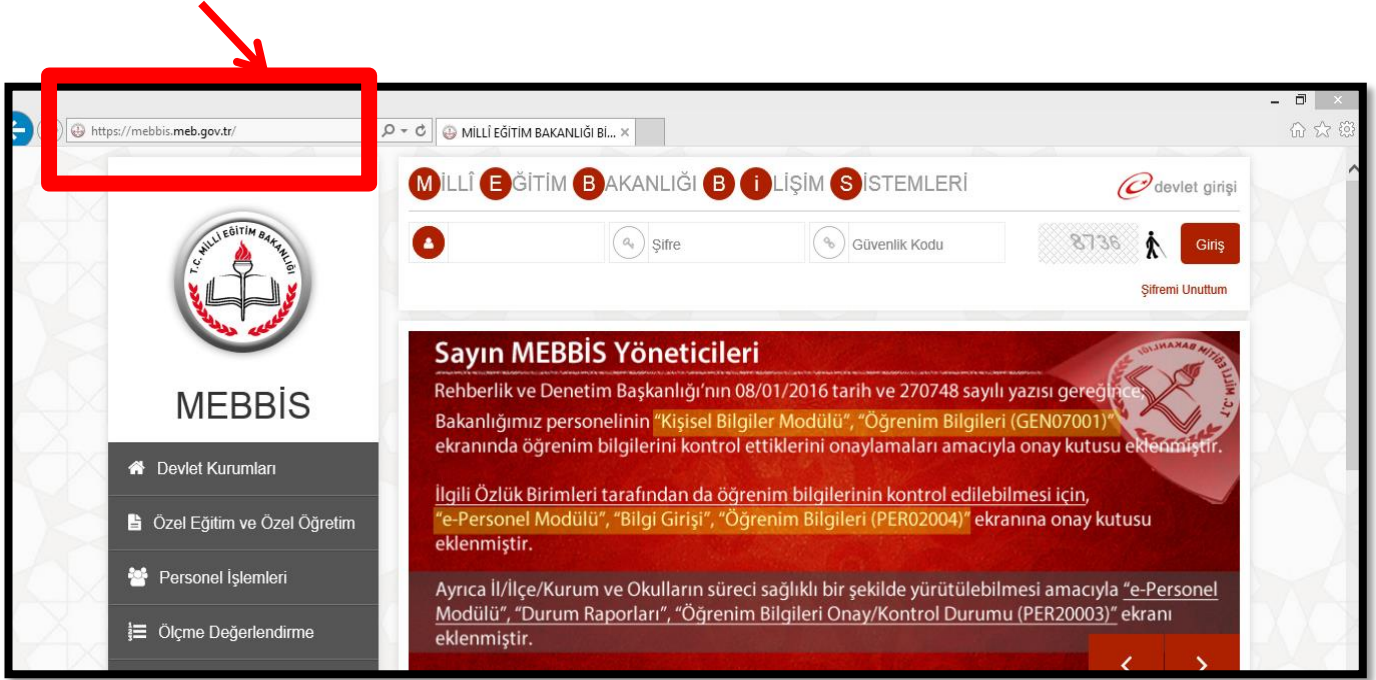 https://mebbis.meb.gov.tr/
MİLLÎ EĞİTİM BAKANLIĞI Bİ...
MİLLÎ EĞİTİM BAKANLIĞI BiLİŞİM SİSTEMLERİ
devlet girişi
Şifre
Güvenlik Kodu
8736
Giriş
Şifremi Unuttum
T.C. MİLLİ EĞİTİM BAKANLIĞI
MEBBİS
Devlet Kurumları
Özel Eğitim ve Özel Öğretim
Personel İşlemleri
Ölçme Değerlendirme
Sayın MEBBİS Yöneticileri
Rehberlik ve Denetim Başkanlığı'nın 08/01/2016 tarih ve 270748 sayılı yazısı gereğince;
Bakanlığımız personelinin “Kişisel Bilgiler Modülü”, “Öğrenim Bilgileri (GEN07001)”
ekranında öğrenim bilgilerini kontrol ettiklerini onaylamaları amacıyla onay kutusu eklenmiştir.
İlgili Özlük Birimleri tarafından da öğrenim bilgilerinin kontrol edilebilmesi için,
“e-Personel Modülü”, “Bilgi Girişi”, “Öğrenim Bilgileri (PER02004)” ekranına onay kutusu
eklenmiştir.
Ayrıca İl/İlçe/Kurum ve Okulların süreci sağlıklı bir şekilde yürütülebilmesi amacıyla “e-Personel
Modülü”, “Durum Raporları”, “Öğrenim Bilgileri Onay/Kontrol Durumu (PER20003)” ekranı
eklenmiştir.
T.C. MİLLİ EĞİTİM BAKANLIĞI